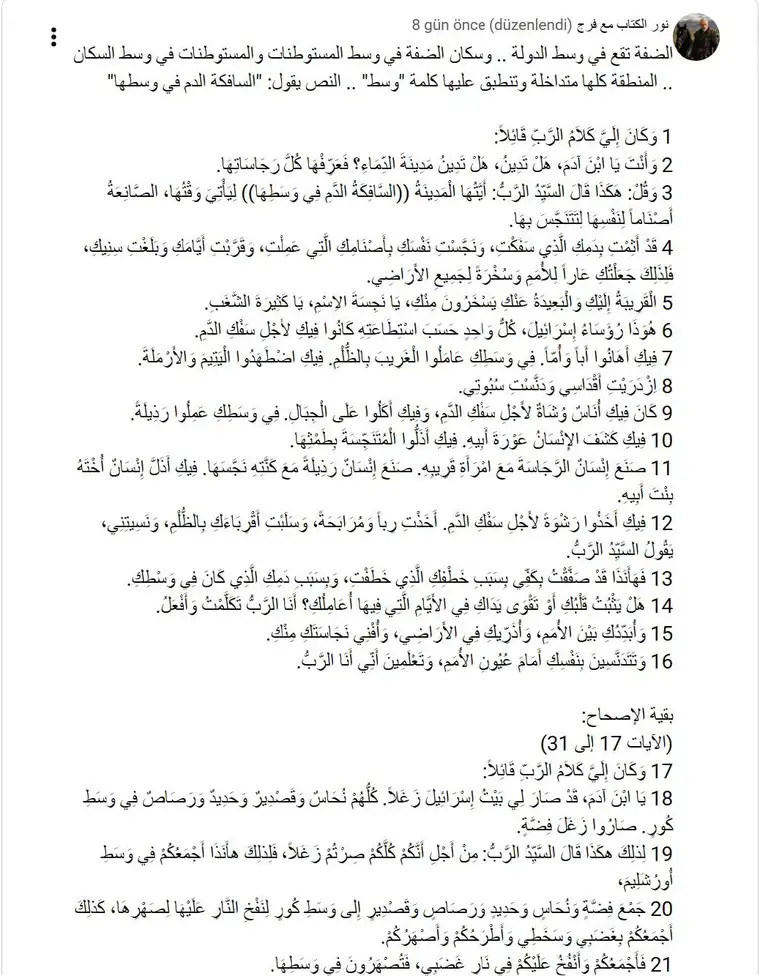 نور الكتاب مع فرج 8 gün önce (düzenlendi)
الضفة تقع في وسط الدولة .. وسكان الضفة في وسط المستوطنات والمستوطنات في وسط السكان
.. المنطقة كلها متداخلة وتنطبق عليها كلمة "وسط" .. النص يقول: "السافكة الدم في وسطها"
1 وَكَانَ إِلَيَّ كَلاَمُ الرَّبِّ قَائِلاً:
2 وَأَنْتَ يَا ابْنَ آدَمَ، هَلْ تَدِينُ، هَلْ تَدِينُ مَدِينَةَ الدِّمَاءِ؟ فَعَرِّفْهَا كُلَّ رَجَاسَاتِهَا.
3 وَقُلْ: هَكَذَا قَالَ السَّيِّدُ الرَّبُّ: أَيَّتُهَا الْمَدِينَةُ ((السَّافِكَةُ الدَّمِ فِي وَسَطِهَا)) لِيَأْتِيَ وَقْتُهَا، الصَّانِعَةُ
أَصْنَاماً لِنَفْسِهَا لِتَتَنَجَّسَ بِهَا.
4 قَدْ أَثِمْتِ بِدَمِكِ الَّذِي سَفَكْتِ، وَنَجَّسْتِ نَفْسَكِ بِأَصْنَامِكِ الَّتِي عَمِلْتِ، وَقَرَّبْتِ أَيَّامَكِ وَبَلَغْتِ سِنِيكِ،
فَلِذَلِكَ جَعَلْتُكِ عَاراً لِلأُمَمِ وَسُخْرَةً لِجَمِيعِ الأَرَاضِي.
5 الْقَرِيبَةُ إِلَيْكِ وَالْبَعِيدَةُ عَنْكِ يَسْخَرُونَ مِنْكِ، يَا نَجِسَةَ الاِسْمِ، يَا كَثِيرَةَ الشَّغَبِ.
6 هُوَذَا رُؤَسَاءُ إِسْرَائِيلَ، كُلُّ وَاحِدٍ حَسَبَ اسْتِطَاعَتِهِ كَانُوا فِيكِ لأَجْلِ سَفْكِ الدَّمِ.
7 فِيكِ أَهَانُوا أَباً وَأُمّاً. فِي وَسَطِكِ عَامَلُوا الْغَرِيبَ بِالظُّلْمِ. فِيكِ اضْطَهَدُوا الْيَتِيمَ وَالأَرْمَلَةَ.
8 اِزْدَرَيْتِ أَقْدَاسِي وَدَنَّسْتِ سُبُوتِي.
9 كَانَ فِيكِ أُنَاسٌ وُشَاةٌ لأَجْلِ سَفْكِ الدَّمِ، وَفِيكِ أَكَلُوا عَلَى الْجِبَالِ. فِي وَسَطِكِ عَمِلُوا رَذِيلَةً.
10 فِيكِ كَشَفَ الإِنْسَانُ عَوْرَةَ أَبِيهِ. فِيكِ أَذَلُّوا الْمُتَنَجِّسَةَ بِطَمْثِهَا.
11 صَنَعَ إِنْسَانٌ الرَّجَاسَةَ مَعَ امْرَأَةِ قَرِيبِهِ. صَنَعَ إِنْسَانٌ رَذِيلَةً مَعَ كَنَّتِهِ نَجَّسَهَا. فِيكِ أَذَلَّ إِنْسَانٌ أُخْتَهُ
بِنْتَ أَبِيهِ.
12 فِيكِ أَخَذُوا رَشْوَةً لأَجْلِ سَفْكِ الدَّمِ. أَخَذْتِ رِباً وَمُرَابَحَةً، وَسَلَبْتِ أَقْرِبَاءَكِ بِالظُّلْمِ، وَنَسِيتِنِي،
يَقُولُ السَّيِّدُ الرَّبُّ.
13 فَهَأَنَذَا قَدْ صَفَّقْتُ بِكَفِّي بِسَبَبِ خَطْفِكِ الَّذِي خَطَفْتِ، وَبِسَبَبِ دَمِكِ الَّذِي كَانَ فِي وَسْطِكِ.
14 هَلْ يَثْبُتُ قَلْبُكِ أَوْ تَقْوَى يَدَاكِ فِي الأَيَّامِ الَّتِي فِيهَا أُعَامِلُكِ؟ أَنَا الرَّبُّ تَكَلَّمْتُ وَأَفْعَلُ.
15 وَأُبَدِّدُكِ بَيْنَ الأُمَمِ، وَأُذَرِّيكِ فِي الأَرَاضِي، وَأُفْنِي نَجَاسَتَكِ مِنْكِ.
16 وَتَتَدَنَّسِينَ بِنَفْسِكِ أَمَامَ عُيُونِ الأُمَمِ، وَتَعْلَمِينَ أَنِّي أَنَا الرَّبُّ.
بقية الإصحاح:
(الآيات 17 إلى 31)
17 وَكَانَ إِلَيَّ كَلاَمُ الرَّبِّ قَائِلاً:
18 يَا ابْنَ آدَمَ، قَدْ صَارَ لِي بَيْتُ إِسْرَائِيلَ زَغَلاً. كُلُّهُمْ نُحَاسٌ وَقَصْدِيرٌ وَحَدِيدٌ وَرَصَاصٌ فِي وَسَطِ
كُورٍ. صَارُوا زَغَلَ فِضَّةٍ.
19 لِذلِكَ هكَذَا قَالَ السَّيِّدُ الرَّبُّ: مِنْ أَجْلِ أَنَّكُمْ كُلَّكُمْ صِرْتُمْ زَغَلاً، فَلِذلِكَ هأَنَذَا أَجْمَعُكُمْ فِي وَسَطِ
أُورُشَلِيمَ،
20 جَمْعَ فِضَّةٍ وَنُحَاسٍ وَحَدِيدٍ وَرَصَاصٍ وَقَصْدِيرٍ إِلَى وَسَطِ كُورٍ لِنَفْخِ النَّارِ عَلَيْهَا لِصَهْرِهَا، كَذلِكَ
أَجْمَعُكُمْ بِغَضَبِي وَسَخَطِي وَأَطْرَحُكُمْ وَأَصْهَرُكُمْ.
21 فَأَجْمَعُكُمْ وَأَنْفُخُ عَلَيْكُمْ فِي نَارِ غَضَبِي، فَتُصْهَرُونَ فِي وَسَطِهَا.